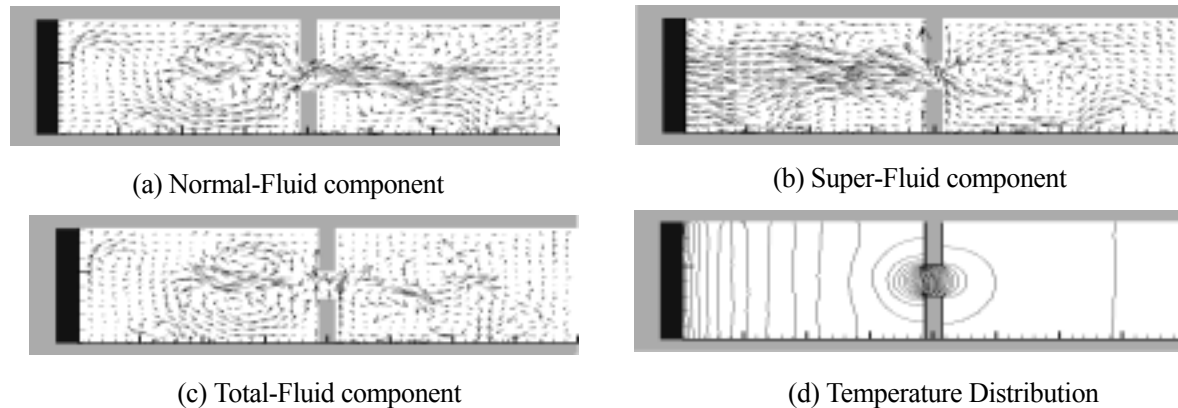 (a) Normal-Fluid component
(b) Super-Fluid component
(c) Total-Fluid component
(d) Temperature Distribution